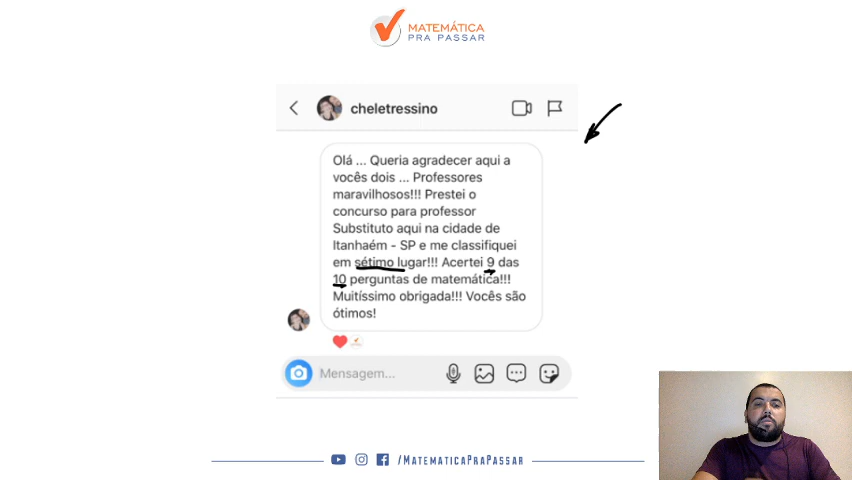 MATEMÁTICA
PRA PASSAR
cheletressino
Olá ... Queria agradecer aqui a
vocês dois ... Professores
maravilhosos!!! Prestei o
concurso para professor
Substituto aqui na cidade de
Itanhaém - SP e me classifiquei
em sétimo lugar!!! Acertei 9 das
10 perguntas de matemática!!!
Muitíssimo obrigada!!! Vocês são
ótimos!
Mensagem...
/MATEMATICAPRAPASSAR